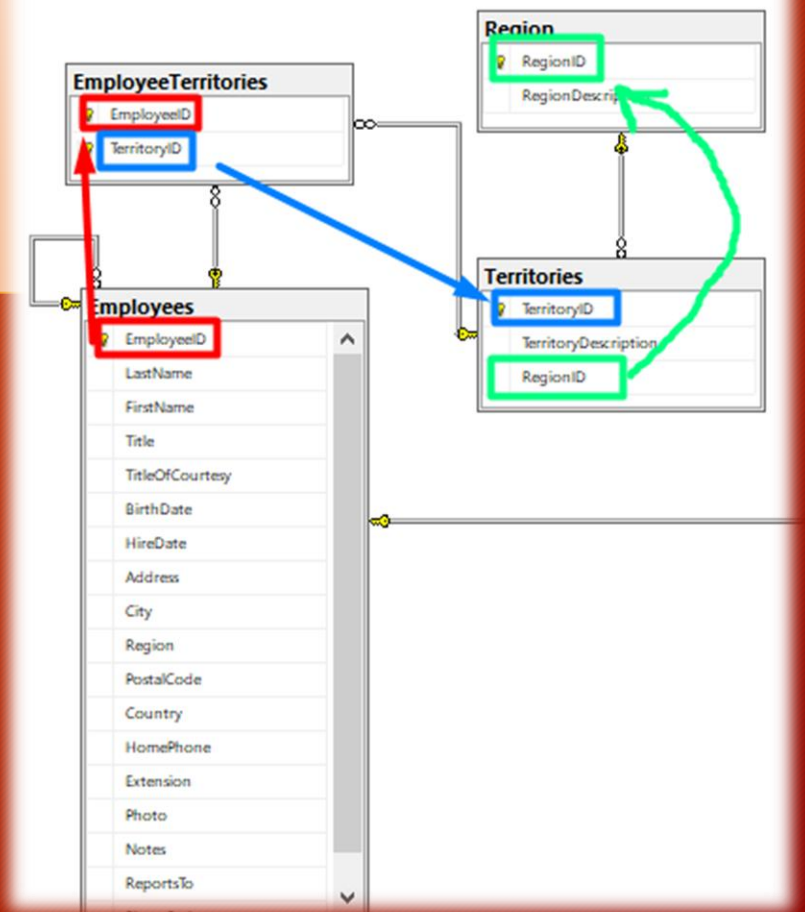 Region
RegionID
EmployeeTerritories
EmployeeID
TerritoryID
Territories
TerritoryID
TerritoryDescription
RegionID
Employees
EmployeeID
LastName
FirstName
Title
TitleOfCourtesy
BirthDate
HireDate
Address
City
Region
PostalCode
Country
HomePhone
Extension
Photo
Notes
ReportsTo